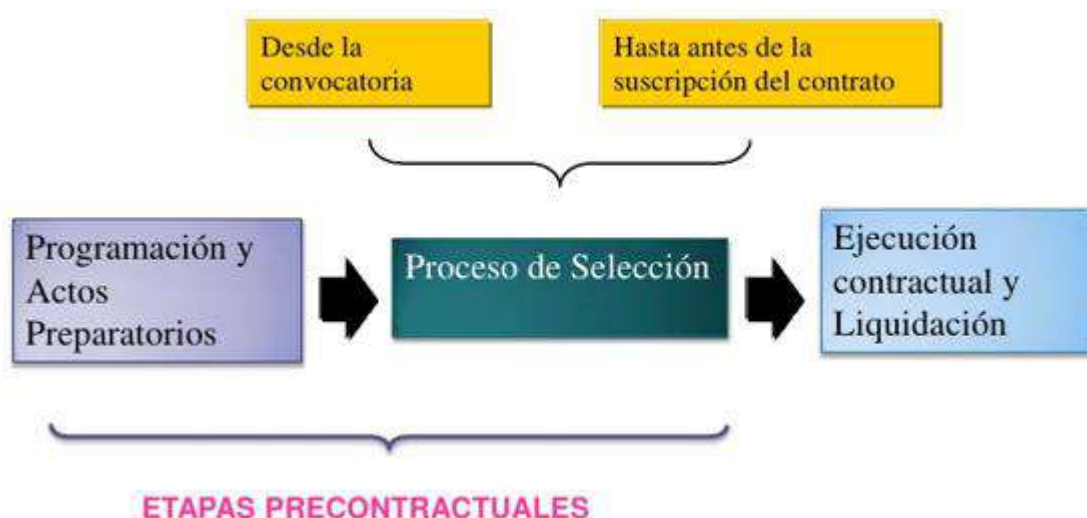 Desde la
convocatoria
Hasta antes de la
suscripción del contrato
Programación y
Actos
Preparatorios
Proceso de Selección
Ejecución
contractual y
Liquidación
ETAPAS PRECONTRACTUALES